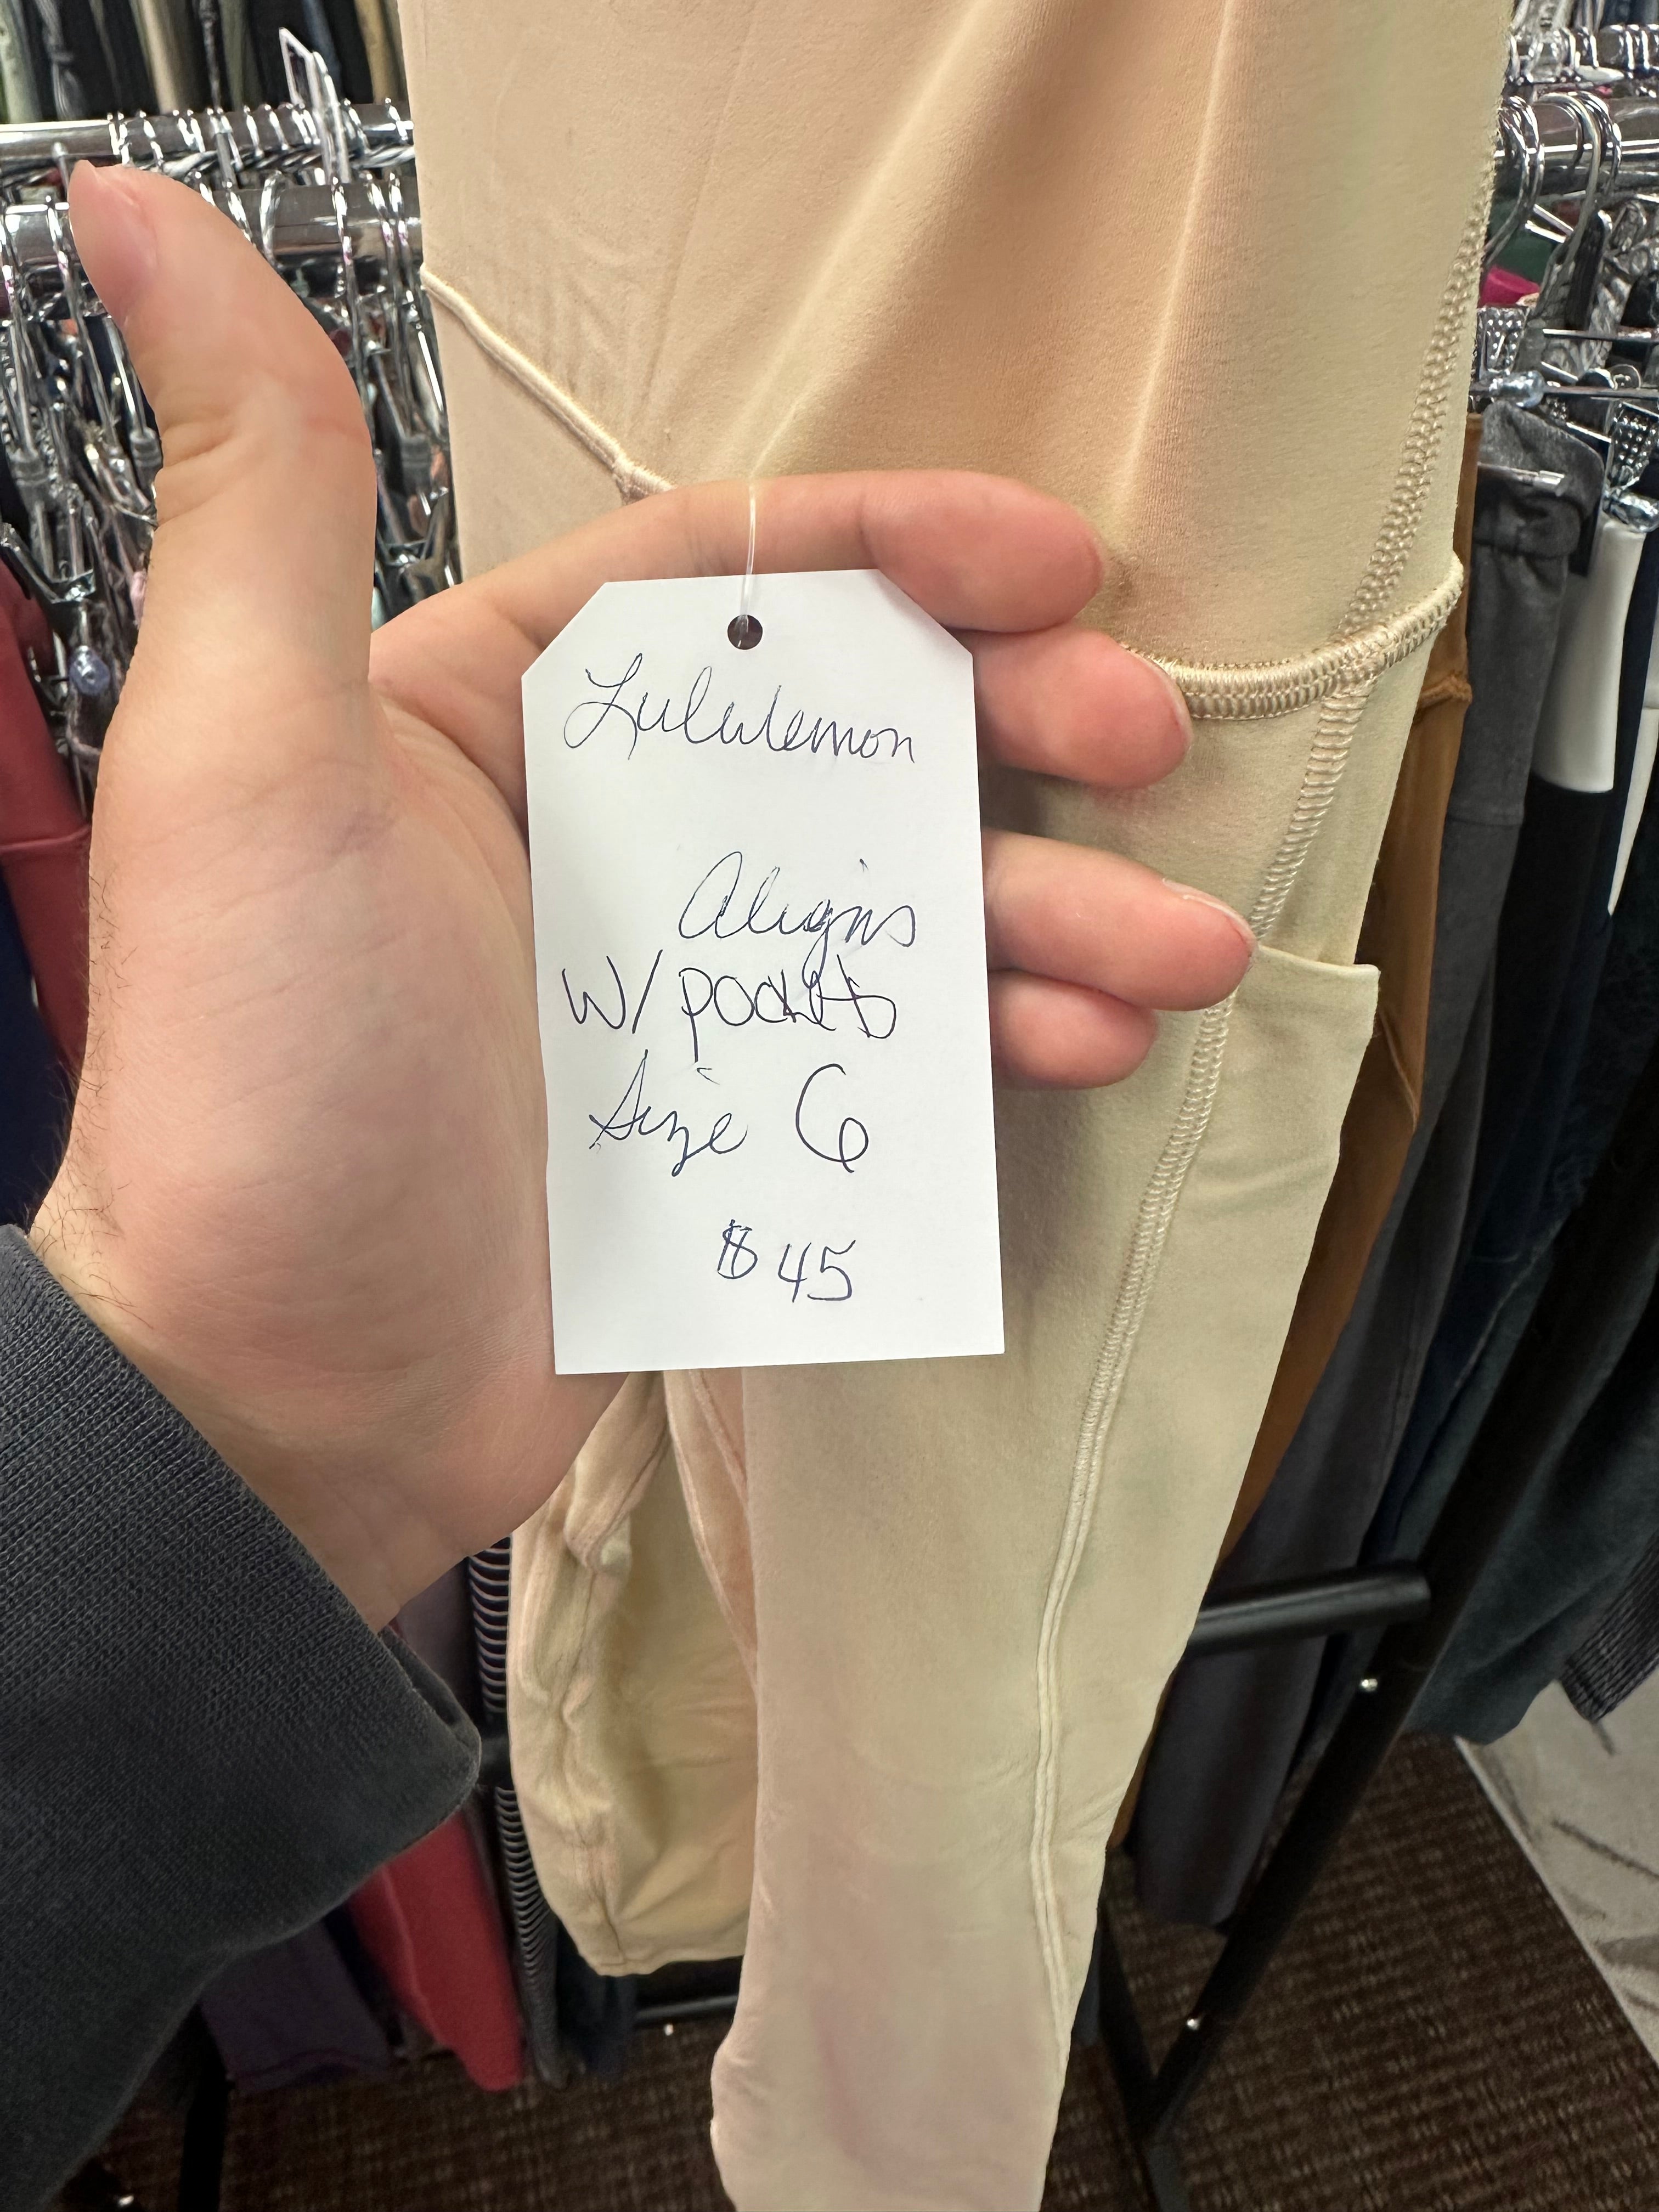 Lululemon
Aligns
w/ pockets
Size 6
$45